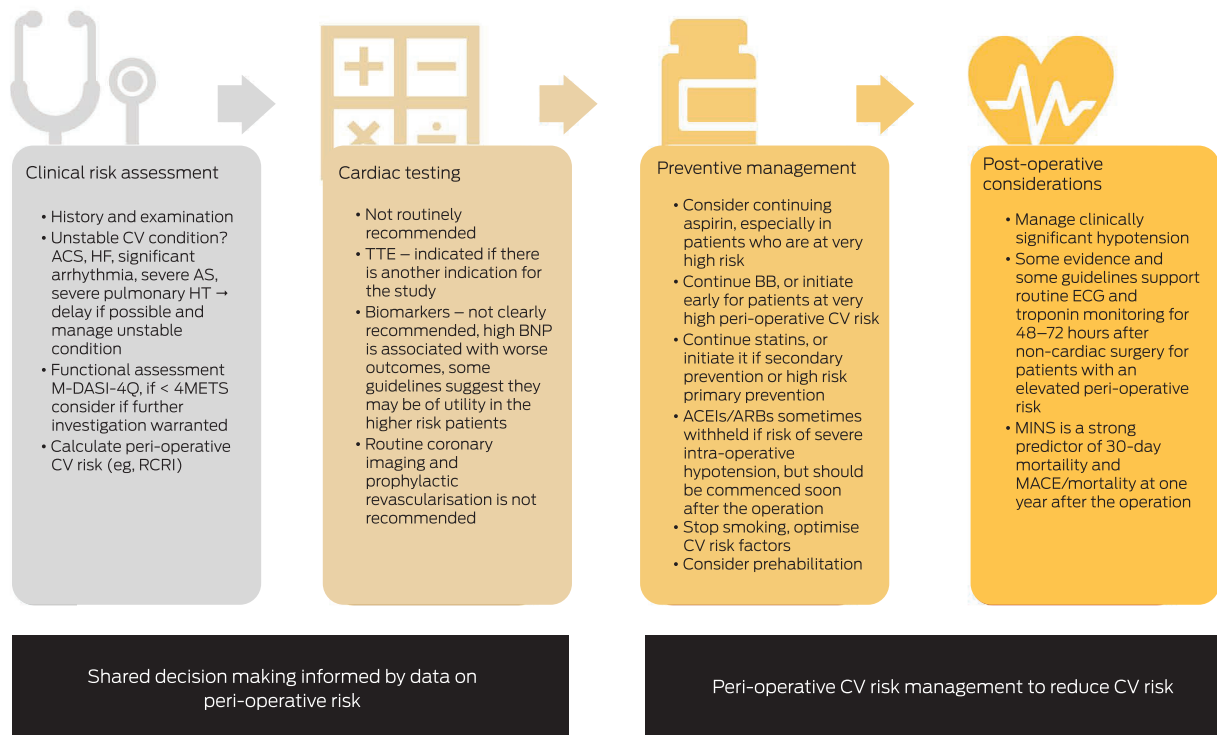 Clinical risk assessment
• History and examination
• Unstable CV condition?
ACS, HF, significant
arrhythmia, severe AS,
severe pulmonary HT →
delay if possible and
manage unstable
condition
• Functional assessment
M-DASI-4Q, if < 4METS
consider if further
investigation warranted
• Calculate peri-operative
CV risk (eg, RCRI)
Cardiac testing
• Not routinely
recommended
• TTE – indicated if there
is another indication for
the study
• Biomarkers – not clearly
recommended, high BNP
is associated with worse
outcomes, some
guidelines suggest they
may be of utility in the
higher risk patients
• Routine coronary
imaging and
prophylactic
revascularisation is not
recommended
Preventive management
• Consider continuing
aspirin, especially in
patients who are at very
high risk
• Continue BB, or initiate
early for patients at very
high peri-operative CV risk
• Continue statins, or
initiate it if secondary
prevention or high risk
primary prevention
• ACEIs/ARBs sometimes
withheld if risk of severe
intra-operative
hypotension, but should
be commenced soon
after the operation
• Stop smoking, optimise
CV risk factors
• Consider prehabilitation
Post-operative
considerations
• Manage clinically
significant hypotension
• Some evidence and
some guidelines support
routine ECG and
troponin monitoring for
48–72 hours after
non-cardiac surgery for
patients with an
elevated peri-operative
risk
• MINS is a strong
predictor of 30-day
mortaility and
MACE/mortality at one
year after the operation
Shared decision making informed by data on
peri-operative risk
Peri-operative CV risk management to reduce CV risk